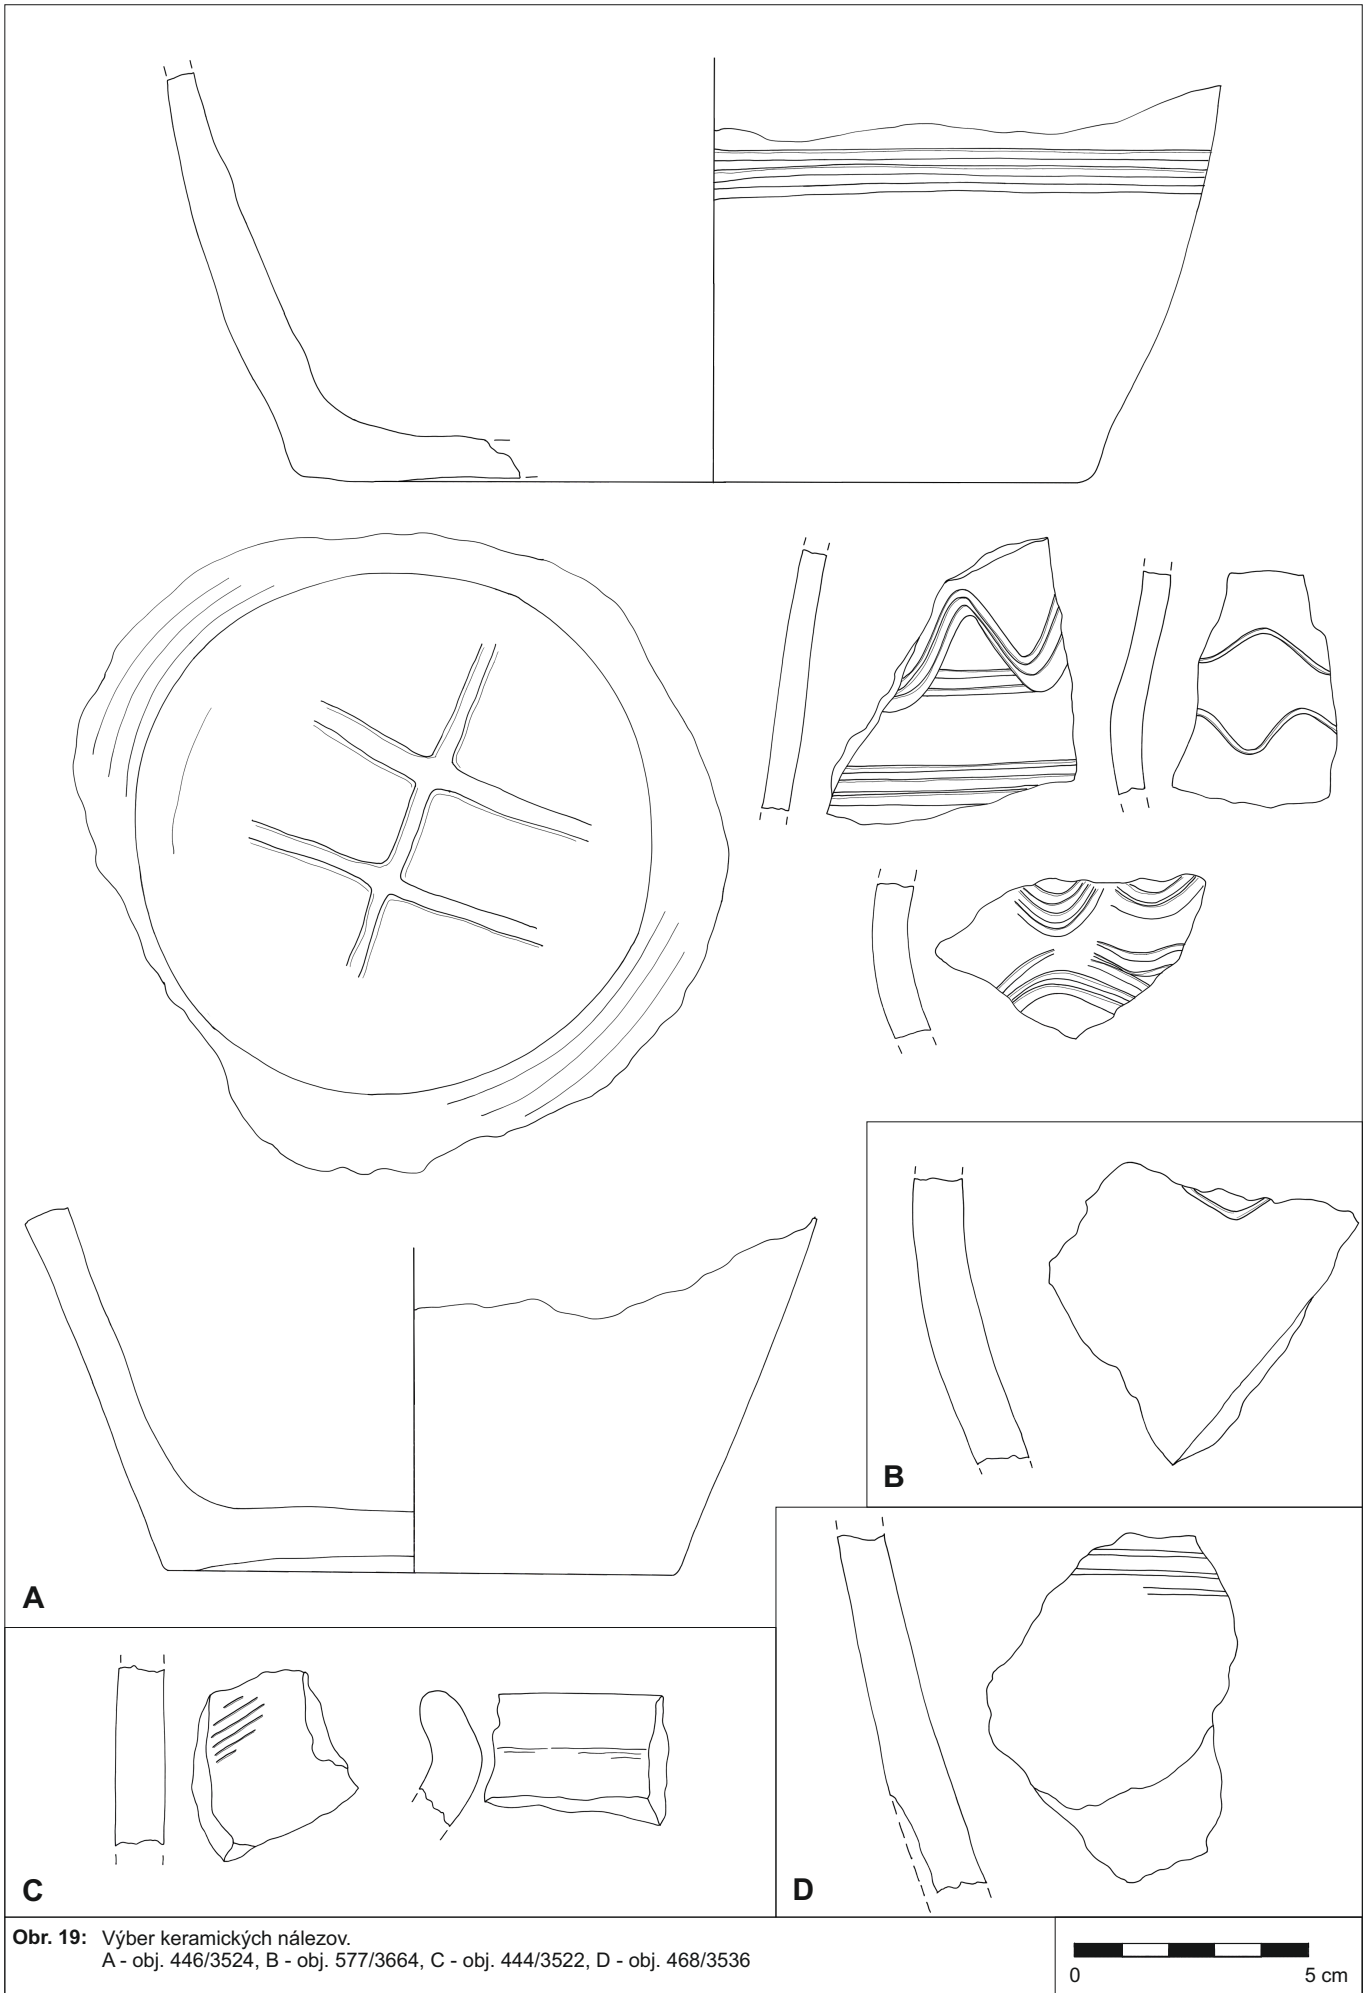 A
B
C
D
Obr. 19: Výber keramických nálezov.
A - obj. 446/3524, B - obj. 577/3664, C - obj. 444/3522, D - obj. 468/3536
0 5 cm